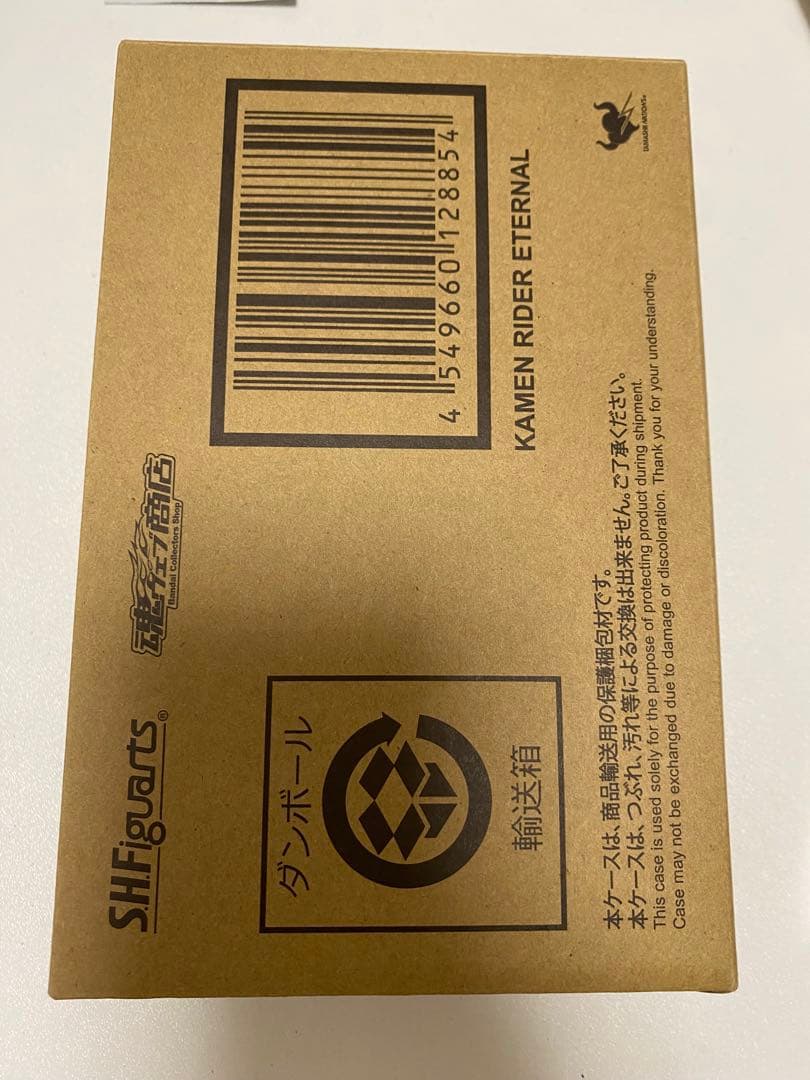 S.H.Figuarts®
魂ウェブ商店
Bandai Collectors Shop
4 549660 128854
KAMEN RIDER ETERNAL
TAMASHII NATIONS®
ダンボール
輸送箱
本ケースは、商品輸送用の保護梱包材です。
本ケースは、つぶれ、汚れ等による交換は出来ません。ご了承ください。
This case is used solely for the purpose of protecting product during shipment.
Case may not be exchanged due to damage or discoloration. Thank you for your understanding.